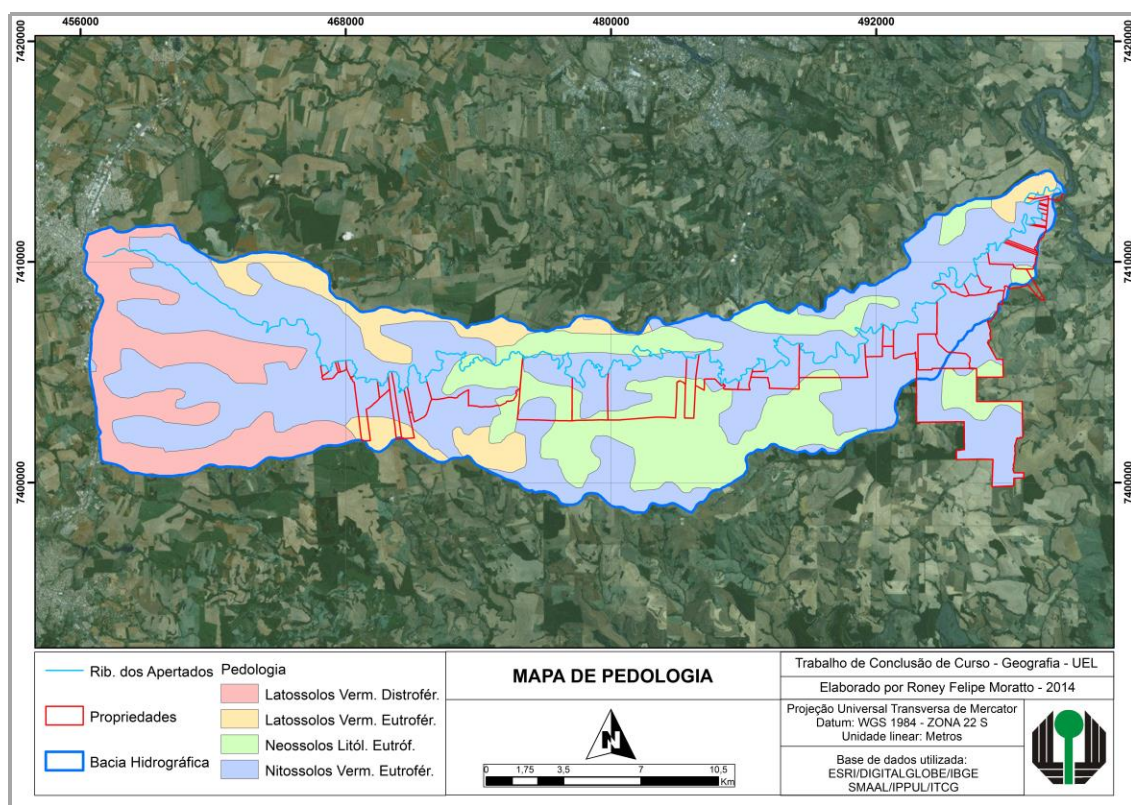 456000 468000 480000 492000
7420000 7420000
7410000 7410000
7400000 7400000
Rib. dos Apertados
Propriedades
Bacia Hidrográfica
Pedologia
Latossolos Verm. Distrofér.
Latossolos Verm. Eutrofér.
Neossolos Litól. Eutróf.
Nitossolos Verm. Eutrofér.
MAPA DE PEDOLOGIA
N
0 1,75 3,5 7 10,5
Km
Trabalho de Conclusão de Curso - Geografia - UEL
Elaborado por Roney Felipe Moratto - 2014
Projeção Universal Transversa de Mercator
Datum: WGS 1984 - ZONA 22 S
Unidade linear: Metros
Base de dados utilizada:
ESRI/DIGITALGLOBE/IBGE
SMAAL/IPPUL/ITCG